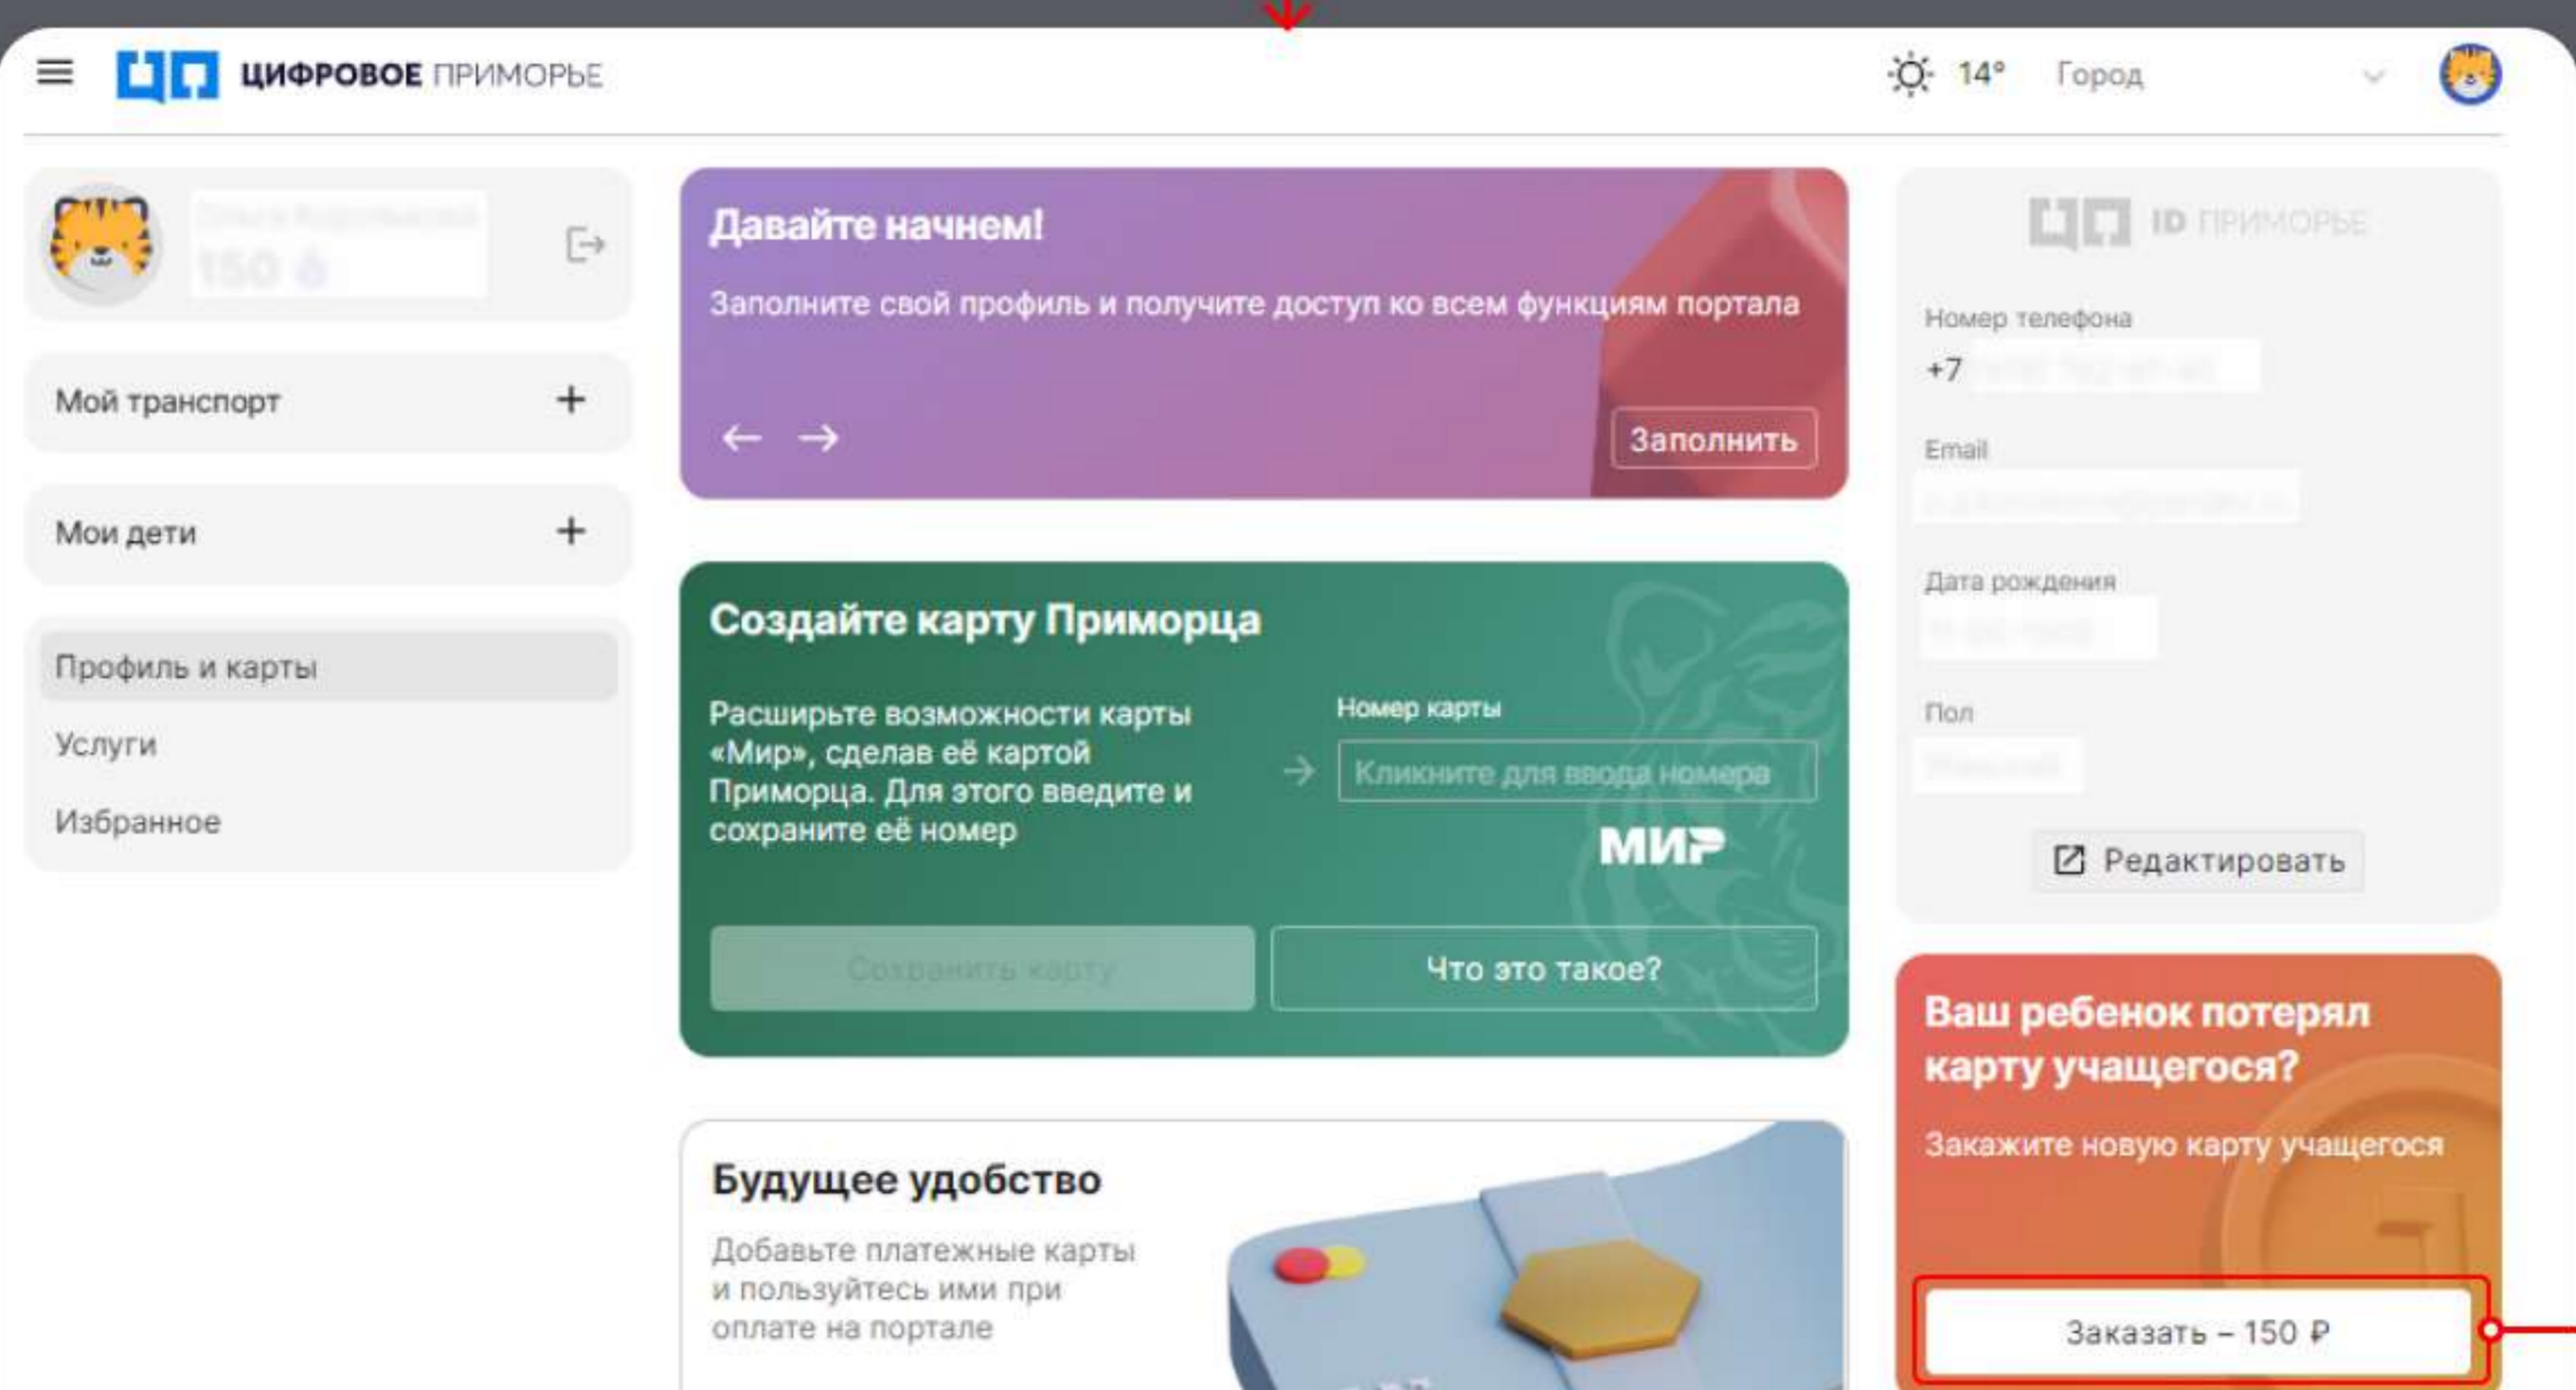 ЦИФРОВОЕ ПРИМОРЬЕ
14° Город
150
Мой транспорт
Мои дети
Профиль и карты
Услуги
Избранное
Давайте начнем!
Заполните свой профиль и получите доступ ко всем функциям портала
Заполнить
Создайте карту Приморца
Расширьте возможности карты
«Мир», сделав её картой
Приморца. Для этого введите и
сохраните её номер
Номер карты
Кликните для ввода номера
МИР
Сохранить карту
Что это такое?
Будущее удобство
Добавьте платежные карты
и пользуйтесь ими при
оплате на портале
ID ПРИМОРЬЕ
Номер телефона
+7
Email
Дата рождения
Пол
Редактировать
Ваш ребенок потерял
карту учащегося?
Закажите новую карту учащегося
Заказать – 150 ₽